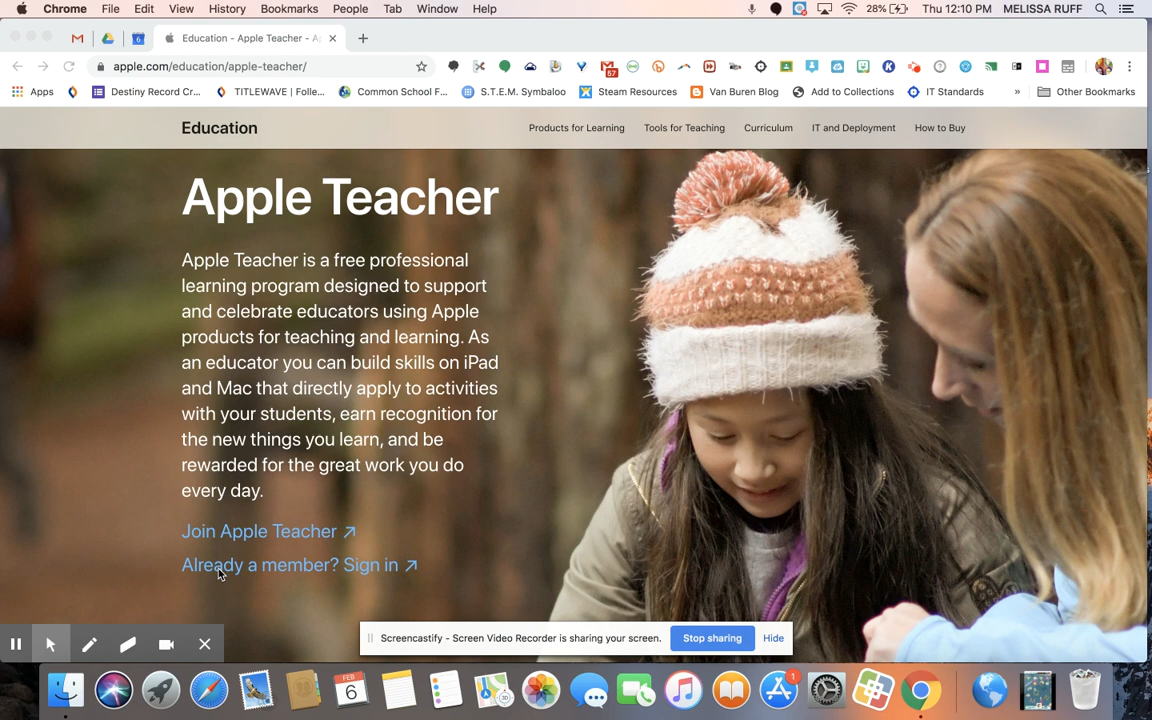 Chrome File Edit View History Bookmarks People Tab Window Help 28% Thu 12:10 PM MELISSA RUFF
6 Education - Apple Teacher - A
apple.com/education/apple-teacher/ 57
Apps Destiny Record Cr... TITLEWAVE | Folle... Common School F... S.T.E.M. Symbaloo Steam Resources Van Buren Blog Add to Collections IT Standards » Other Bookmarks
Education Products for Learning Tools for Teaching Curriculum IT and Deployment How to Buy
Apple Teacher
Apple Teacher is a free professional
learning program designed to support
and celebrate educators using Apple
products for teaching and learning. As
an educator you can build skills on iPad
and Mac that directly apply to activities
with your students, earn recognition for
the new things you learn, and be
rewarded for the great work you do
every day.
Join Apple Teacher ↗
Already a member? Sign in ↗
Screencastify - Screen Video Recorder is sharing your screen. Stop sharing Hide
FEB
6
1